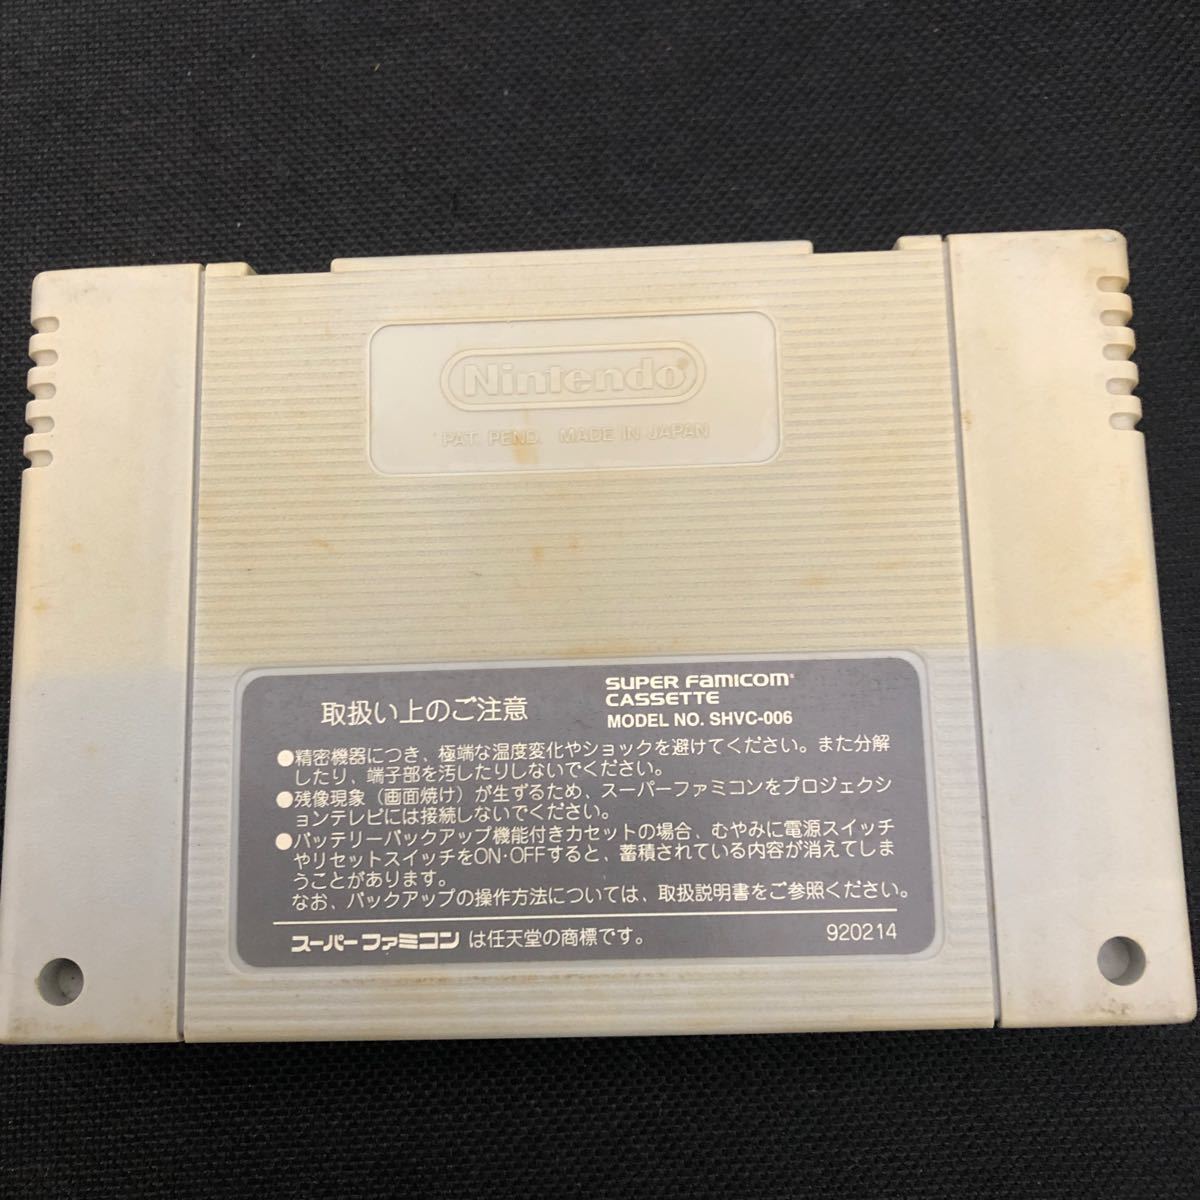 Nintendo
PAT. PEND. MADE IN JAPAN
取扱い上のご注意
SUPER FAMICOM
CASSETTE
MODEL NO. SHVC-006
●精密機器につき、極端な温度変化やショックを避けてください。また分解
したり、端子部を汚したりしないでください。
●残像現象（画面焼け）が生ずるため、スーパーファミコンをプロジェクシ
ョンテレビには接続しないでください。
●バッテリーバックアップ機能付きカセットの場合、むやみに電源スイッチ
やリセットスイッチをON・OFFすると、蓄積されている内容が消えてしま
うことがあります。
なお、バックアップの操作方法については、取扱説明書をご参照ください。
スーパーファミコンは任天堂の商標です。
920214